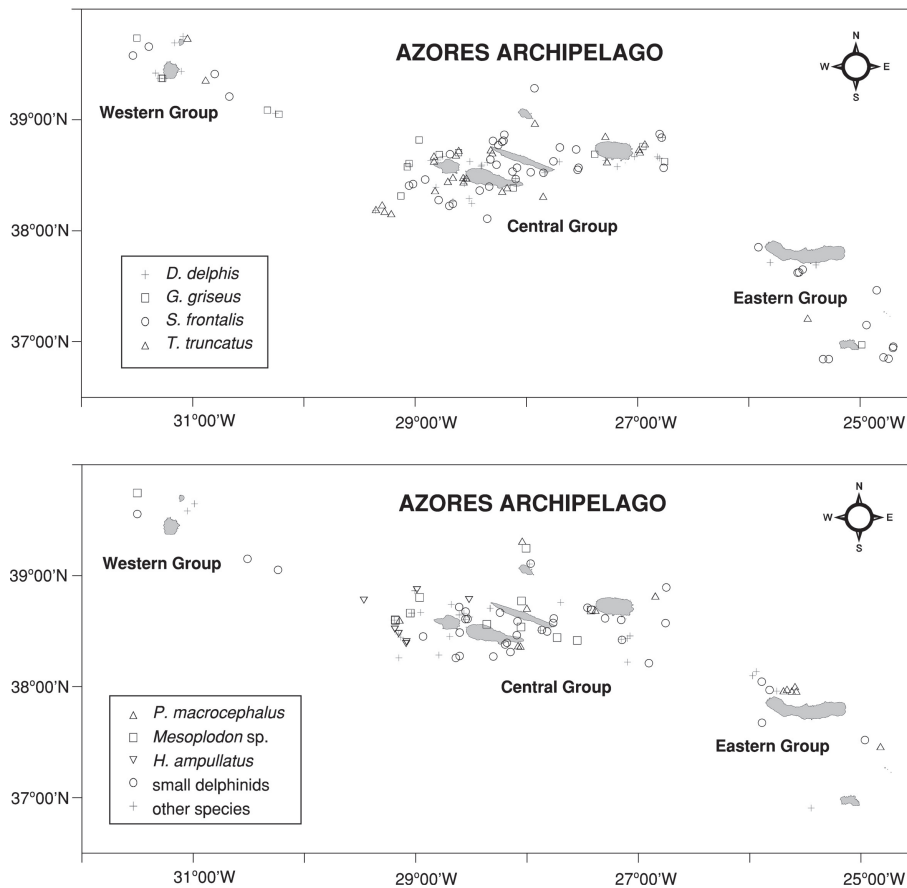 AZORES ARCHIPELAGO
N
W E
S
39°00'N
38°00'N
37°00'N
Western Group
Central Group
Eastern Group
D. delphis
G. griseus
S. frontalis
T. truncatus
31°00'W 29°00'W 27°00'W 25°00'W
AZORES ARCHIPELAGO
N
W E
S
39°00'N
38°00'N
37°00'N
Western Group
Central Group
Eastern Group
P. macrocephalus
Mesoplodon sp.
H. ampullatus
small delphinids
other species
31°00'W 29°00'W 27°00'W 25°00'W